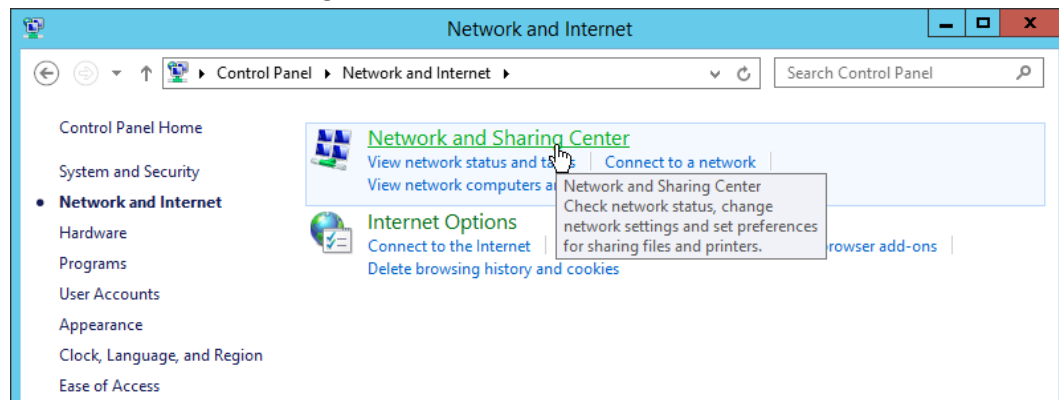 Network and Internet
Control Panel ▸ Network and Internet ▸
Search Control Panel
Control Panel Home
System and Security
Network and Internet
Hardware
Programs
User Accounts
Appearance
Clock, Language, and Region
Ease of Access
Network and Sharing Center
View network status and Connect to a network
View network computers
Network and Sharing Center
Check network status, change
network settings and set preferences
for sharing files and printers.
Internet Options
Connect to the Internet add-ons
Delete browsing history and cookies